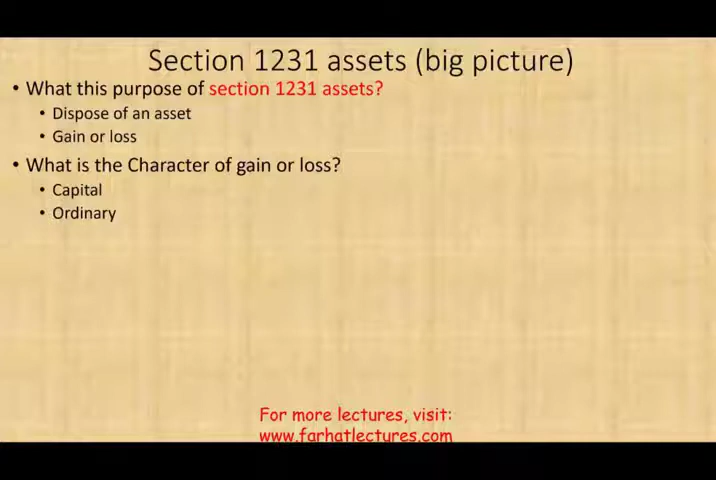 Section 1231 assets (big picture)
• What this purpose of section 1231 assets?
• Dispose of an asset
• Gain or loss
• What is the Character of gain or loss?
• Capital
• Ordinary
For more lectures, visit:
www.farhatlectures.com